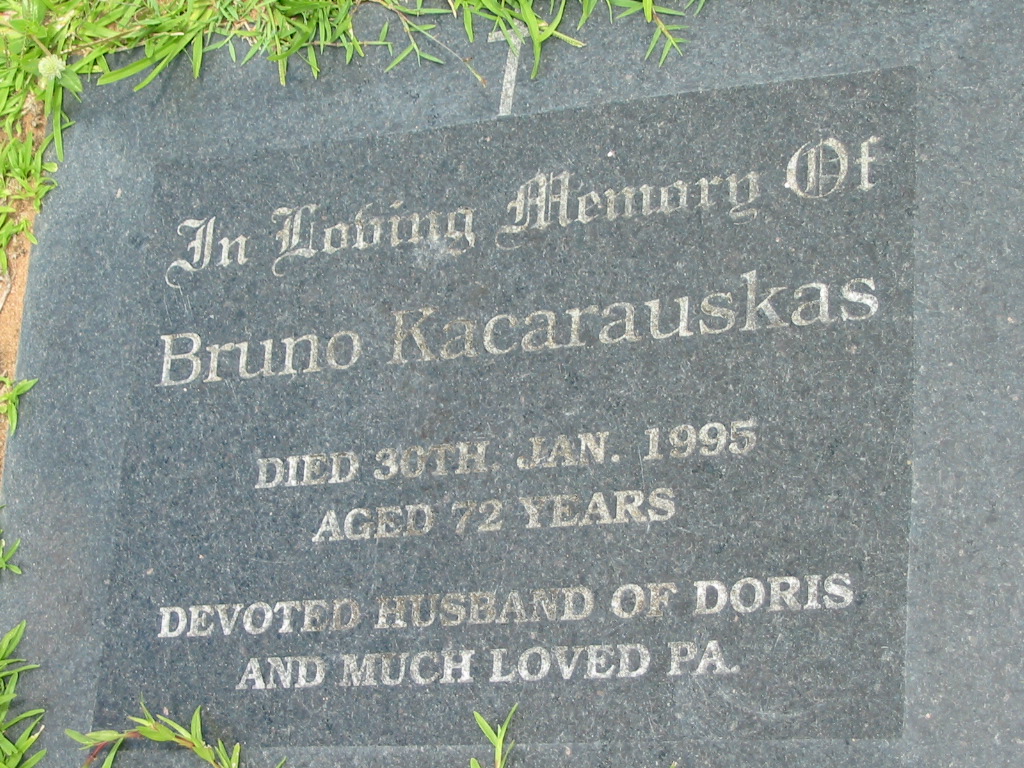 In Loving Memory Of
Bruno Kacarauskas
DIED 30TH. JAN. 1995
AGED 72 YEARS
DEVOTED HUSBAND OF DORIS
AND MUCH LOVED PA.